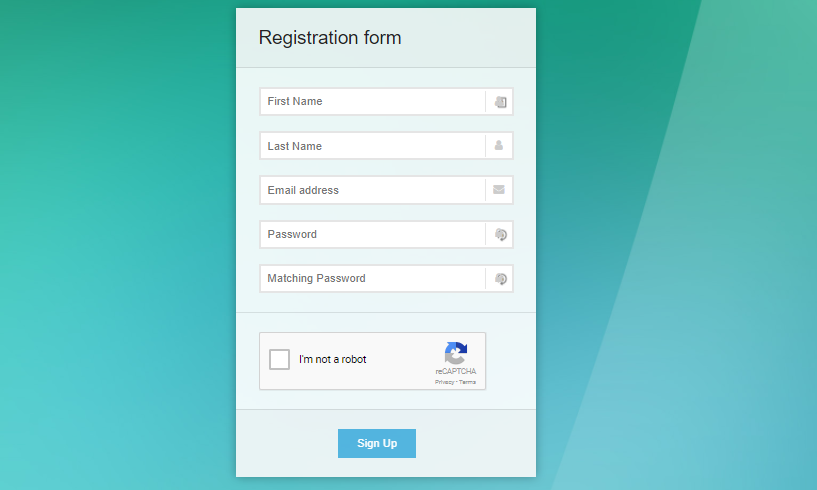 Registration form
First Name
Last Name
Email address
Password
Matching Password
I'm not a robot
reCAPTCHA
Privacy - Terms
Sign Up